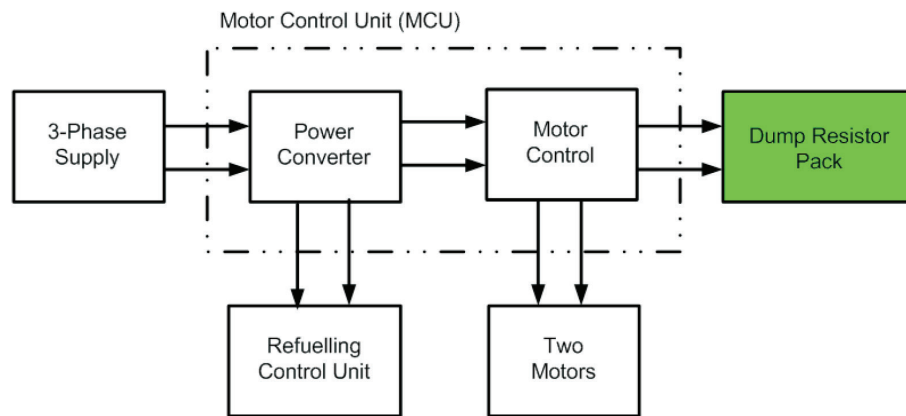 Motor Control Unit (MCU)
3-Phase
Supply
Power
Converter
Motor
Control
Dump Resistor
Pack
Refuelling
Control Unit
Two
Motors